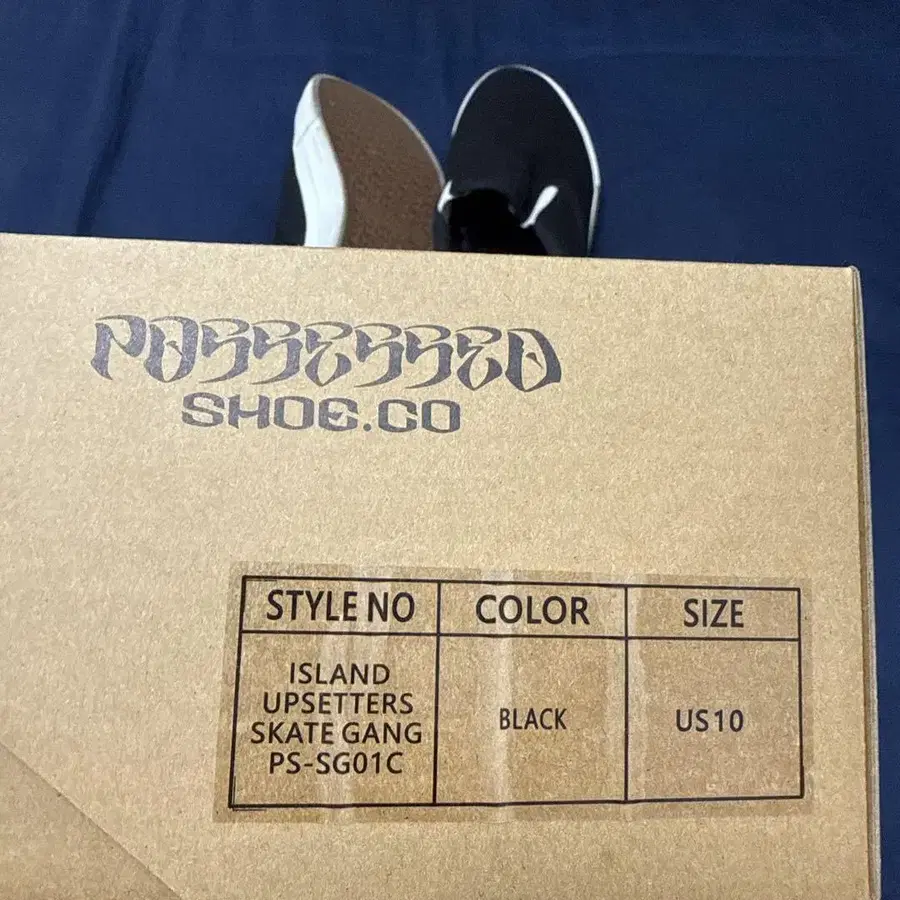 POSSESSED
SHOE.CO
STYLE NO COLOR SIZE
ISLAND
UPSETTERS
SKATE GANG
PS-SG01C
BLACK
US10